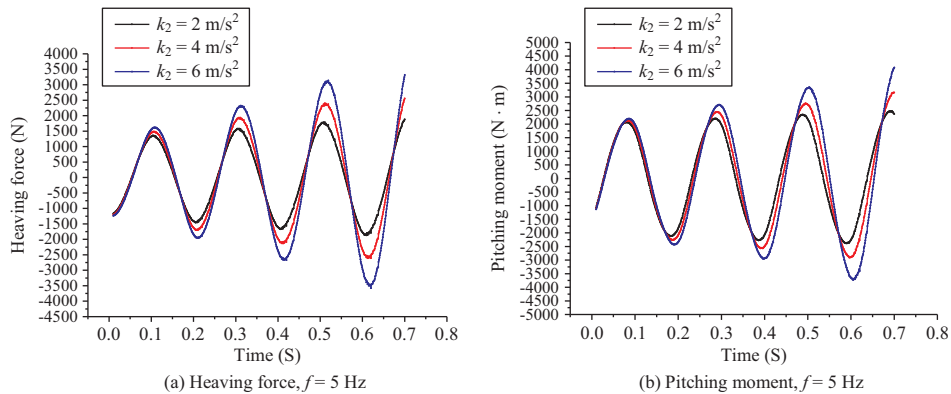 k₂ = 2 m/s²
k₂ = 4 m/s²
k₂ = 6 m/s²
4000
3500
3000
2500
2000
1500
1000
500
0
-500
-1000
-1500
-2000
-2500
-3000
-3500
-4000
-4500
Heaving force (N)
0.0 0.1 0.2 0.3 0.4 0.5 0.6 0.7 0.8
Time (S)
(a) Heaving force, f = 5 Hz
k₂ = 2 m/s²
k₂ = 4 m/s²
k₂ = 6 m/s²
5000
4500
4000
3500
3000
2500
2000
1500
1000
500
0
-500
-1000
-1500
-2000
-2500
-3000
-3500
-4000
-4500
-5000
Pitching moment (N · m)
0.0 0.1 0.2 0.3 0.4 0.5 0.6 0.7 0.8
Time (S)
(b) Pitching moment, f = 5 Hz